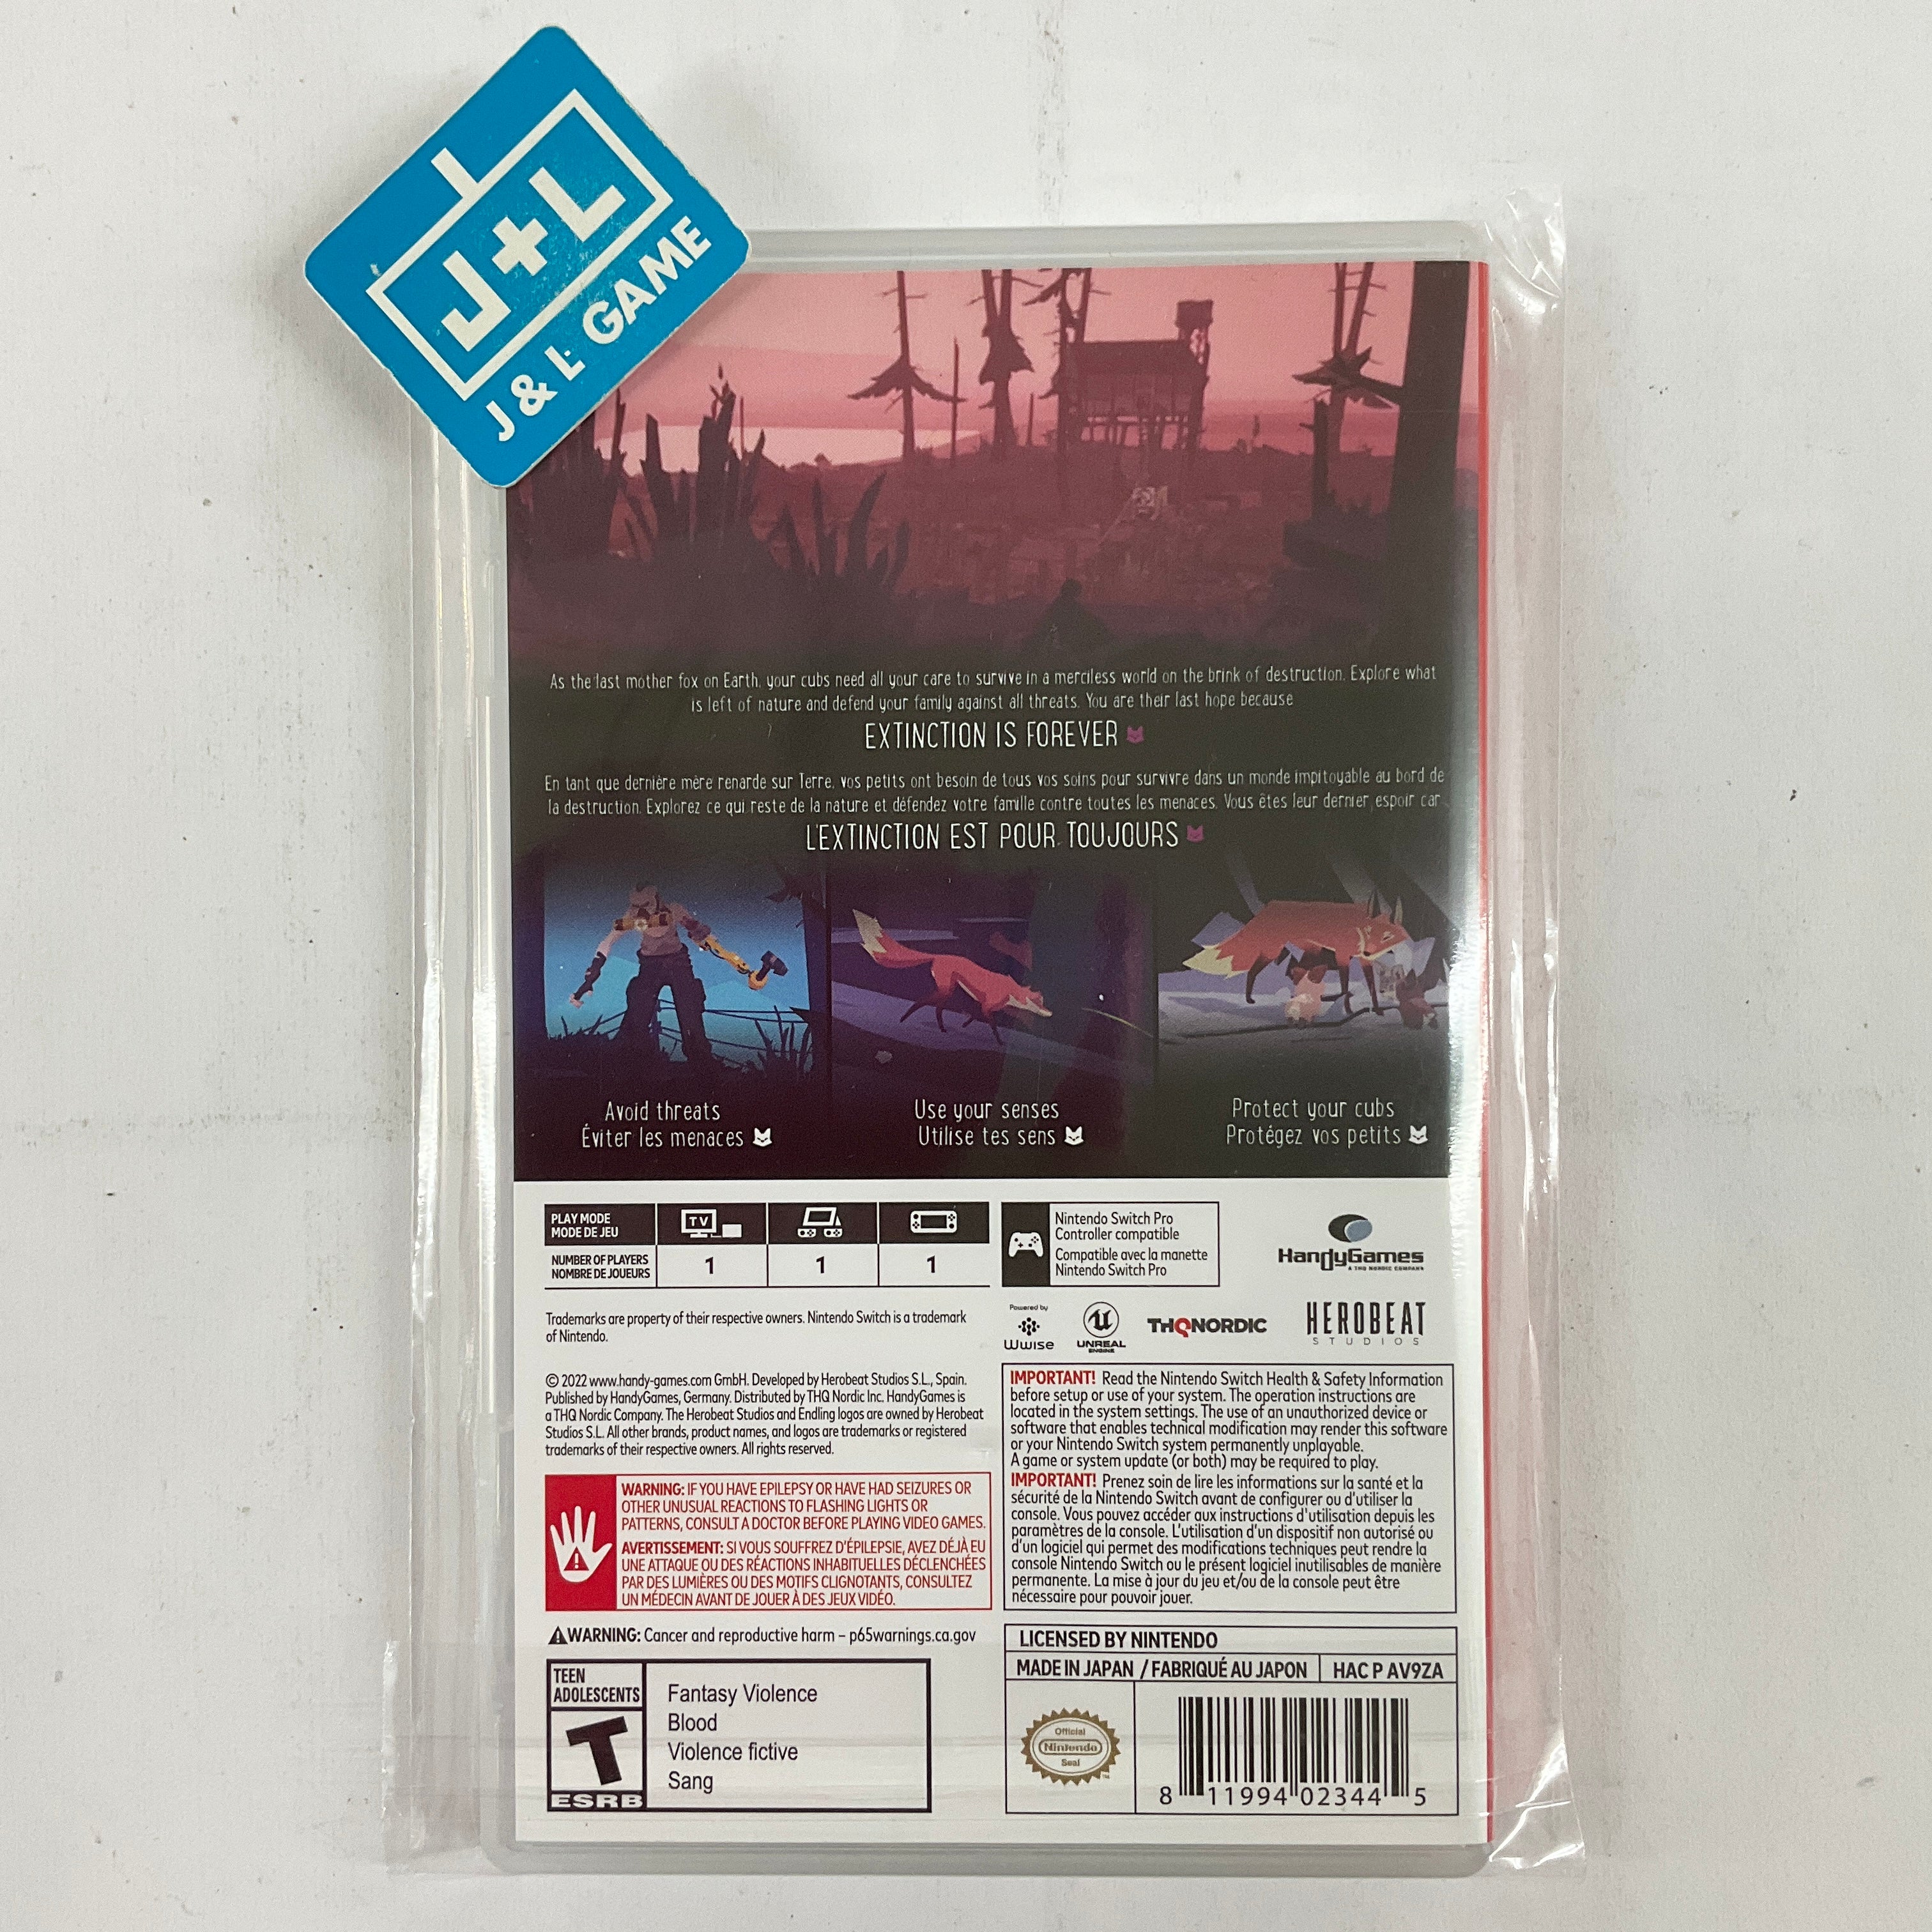 J+L
J & L GAME
As the last mother fox on Earth, your cubs need all your care to survive in a merciless world on the brink of destruction. Explore what
is left of nature and defend your family against all threats. You are their last hope because
EXTINCTION IS FOREVER
En tant que dernière mère renarde sur Terre, vos petits ont besoin de tous vos soins pour survivre dans un monde impitoyable au bord de
la destruction. Explorez ce qui reste de la nature et défendez votre famille contre toutes les menaces. Vous êtes leur dernier espoir car
L'EXTINCTION EST POUR TOUJOURS
Avoid threats
Éviter les menaces
Use your senses
Utilise tes sens
Protect your cubs
Protégez vos petits
PLAY MODE
MODE DE JEU
TV
NUMBER OF PLAYERS
NOMBRE DE JOUEURS
1
1
1
Nintendo Switch Pro
Controller compatible
Compatible avec la manette
Nintendo Switch Pro
HandyGames
A THQ NORDIC COMPANY
Trademarks are property of their respective owners. Nintendo Switch is a trademark
of Nintendo.
Powered by
Wwise
UNREAL
ENGINE
THQNORDIC
HEROBEAT
STUDIOS
© 2022 www.handy-games.com GmbH. Developed by Herobeat Studios S.L., Spain.
Published by HandyGames, Germany. Distributed by THQ Nordic Inc. HandyGames is
a THQ Nordic Company. The Herobeat Studios and Endling logos are owned by Herobeat
Studios S.L. All other brands, product names, and logos are trademarks or registered
trademarks of their respective owners. All rights reserved.
WARNING: IF YOU HAVE EPILEPSY OR HAVE HAD SEIZURES OR
OTHER UNUSUAL REACTIONS TO FLASHING LIGHTS OR
PATTERNS, CONSULT A DOCTOR BEFORE PLAYING VIDEO GAMES.
AVERTISSEMENT: SI VOUS SOUFFREZ D'ÉPILEPSIE, AVEZ DÉJÀ EU
UNE ATTAQUE OU DES RÉACTIONS INHABITUELLES DÉCLENCHÉES
PAR DES LUMIÈRES OU DES MOTIFS CLIGNOTANTS, CONSULTEZ
UN MÉDECIN AVANT DE JOUER À DES JEUX VIDÉO.
WARNING: Cancer and reproductive harm – p65warnings.ca.gov
IMPORTANT! Read the Nintendo Switch Health & Safety Information
before setup or use of your system. The operation instructions are
located in the system settings. The use of an unauthorized device or
software that enables technical modification may render this software
or your Nintendo Switch system permanently unplayable.
A game or system update (or both) may be required to play.
IMPORTANT! Prenez soin de lire les informations sur la santé et la
sécurité de la Nintendo Switch avant de configurer ou d'utiliser la
console. Vous pouvez accéder aux instructions d'utilisation depuis les
paramètres de la console. L'utilisation d'un dispositif non autorisé ou
d'un logiciel qui permet des modifications techniques peut rendre la
console Nintendo Switch ou le présent logiciel inutilisables de manière
permanente. La mise à jour du jeu et/ou de la console peut être
nécessaire pour pouvoir jouer.
TEEN
ADOLESCENTS
T
ESRB
Fantasy Violence
Blood
Violence fictive
Sang
LICENSED BY NINTENDO
MADE IN JAPAN / FABRIQUÉ AU JAPON
HAC P AV9ZA
Official
Nintendo
Seal
8 11994 02344 5